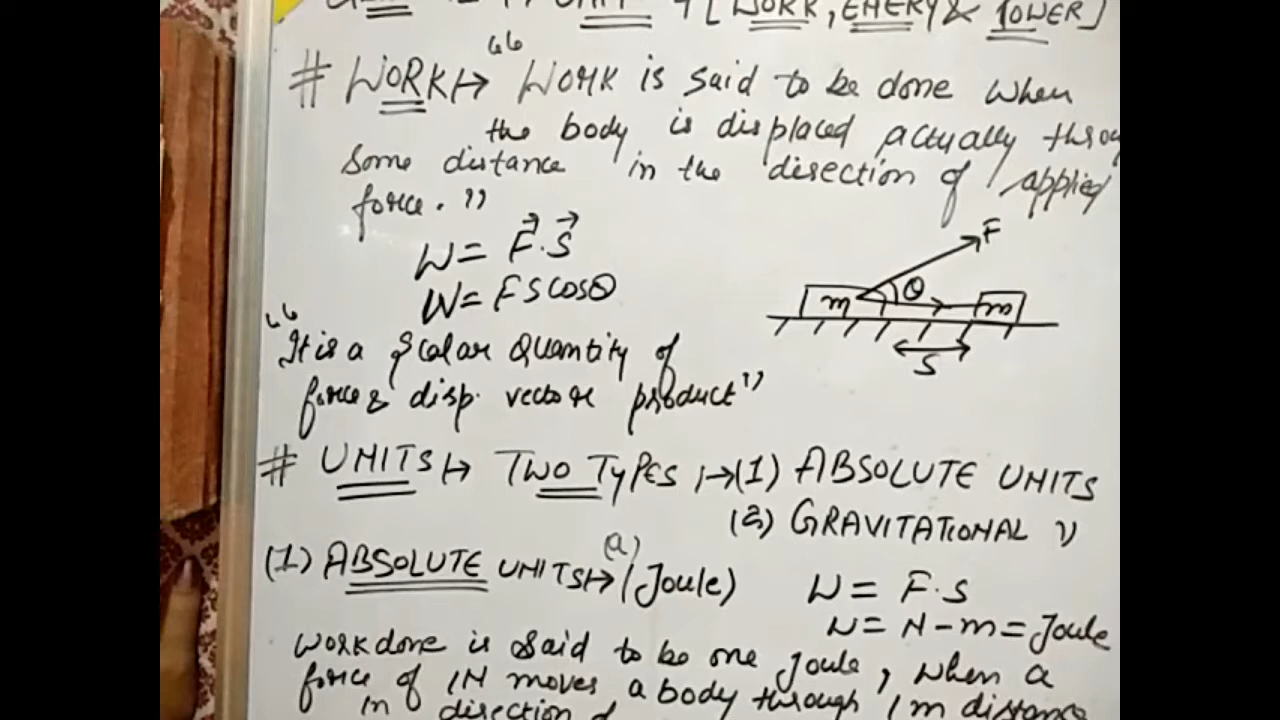 [WORK, ENERY & POWER]
# WORK ↦ “ Work is said to be done when
the body is displaced actually throu
some distance in the direction of applied
force. ”
W = F⃗.S⃗
W = FS cosθ
F
m θ m
S
“ It is a Scalar Quantity of
force & disp. vector product ”
# UNITS ↦ TWO TYPES ↦ (1) ABSOLUTE UNITS
(2) GRAVITATIONAL ״
(1) ABSOLUTE UNITS ↦ (a) (Joule)
W = F.S
W = N-m = Joule
workdone is said to be one Joule, when a
force of 1N moves a body through 1m distance
in direction of